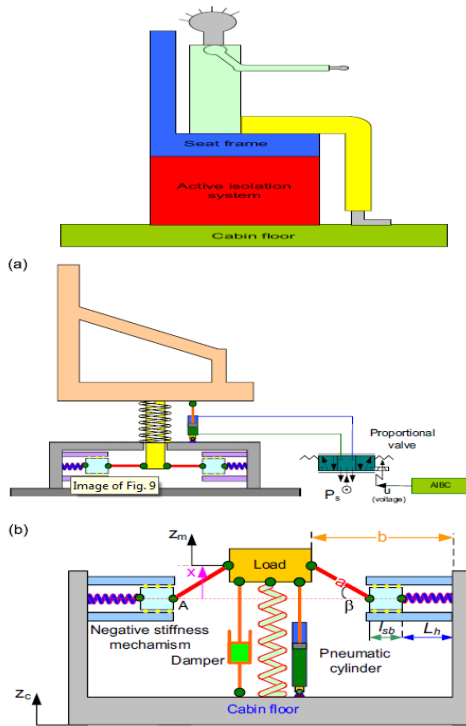 Seat frame
Active isolation
system
Cabin floor
(a)
Proportional
valve
Image of Fig. 9
Ps
u
(voltage)
AIBC
(b)
zm
x
Load
b
a
A
β
lsb
Lh
Negative stiffness
mechanism
Damper
Pneumatic
cylinder
zc
Cabin floor